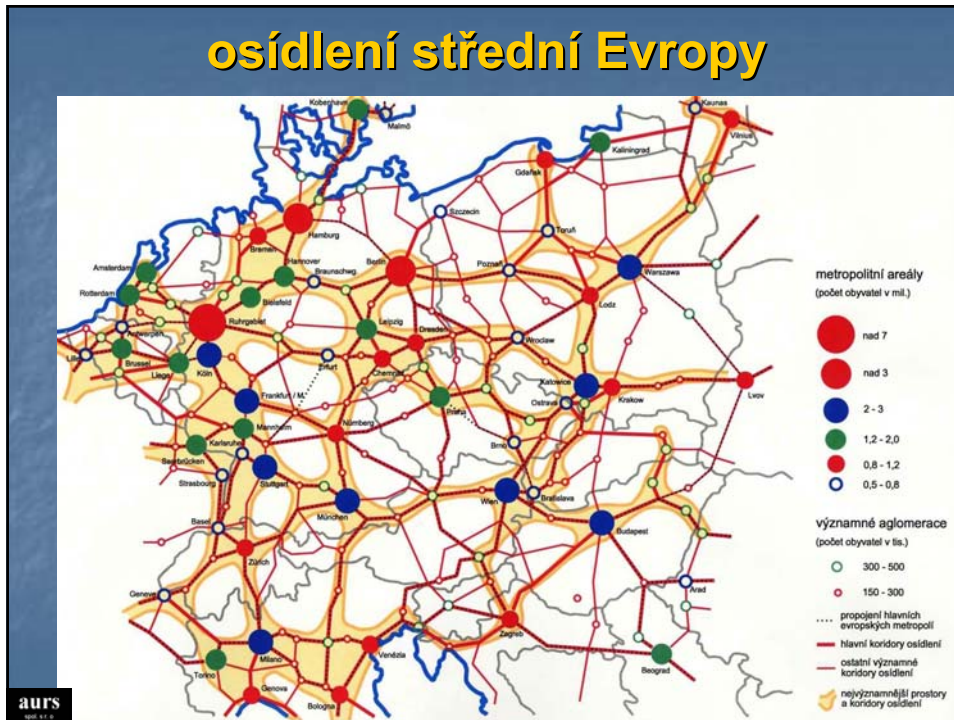 osídlení střední Evropy
København
Malmö
Kaunas
Vilnius
Kaliningrad
Gdańsk
Hamburg
Szczecin
Bremen
Toruń
Hannover
Berlin
Amsterdam
Braunschwg.
Poznań
Warszawa
Rotterdam
Bielefeld
Lodz
Ruhrgebiet
Leipzig
Antwerpen
Dresden
Wroclaw
Lille
Brussel
Erfurt
Liege
Köln
Chemnitz
Katowice
Frankfurt / M.
Ostrava
Krakow
Lvov
Praha
Mannheim
Nürnberg
Karlsruhe
Brno
Saarbrücken
Strasbourg
Stuttgart
Wien
Bratislava
München
Basel
Budapest
Zürich
Geneve
Arad
Zagreb
Milano
Venézia
Torino
Beograd
Genova
Bologna
metropolitní areály
(počet obyvatel v mil.)
nad 7
nad 3
2 - 3
1,2 - 2,0
0,8 - 1,2
0,5 - 0,8
významné aglomerace
(počet obyvatel v tis.)
300 - 500
150 - 300
propojení hlavních
evropských metropolí
hlavní koridory osídlení
ostatní významné
koridory osídlení
nejvýznamnější prostory
a koridory osídlení
aurs
spol. s r. o